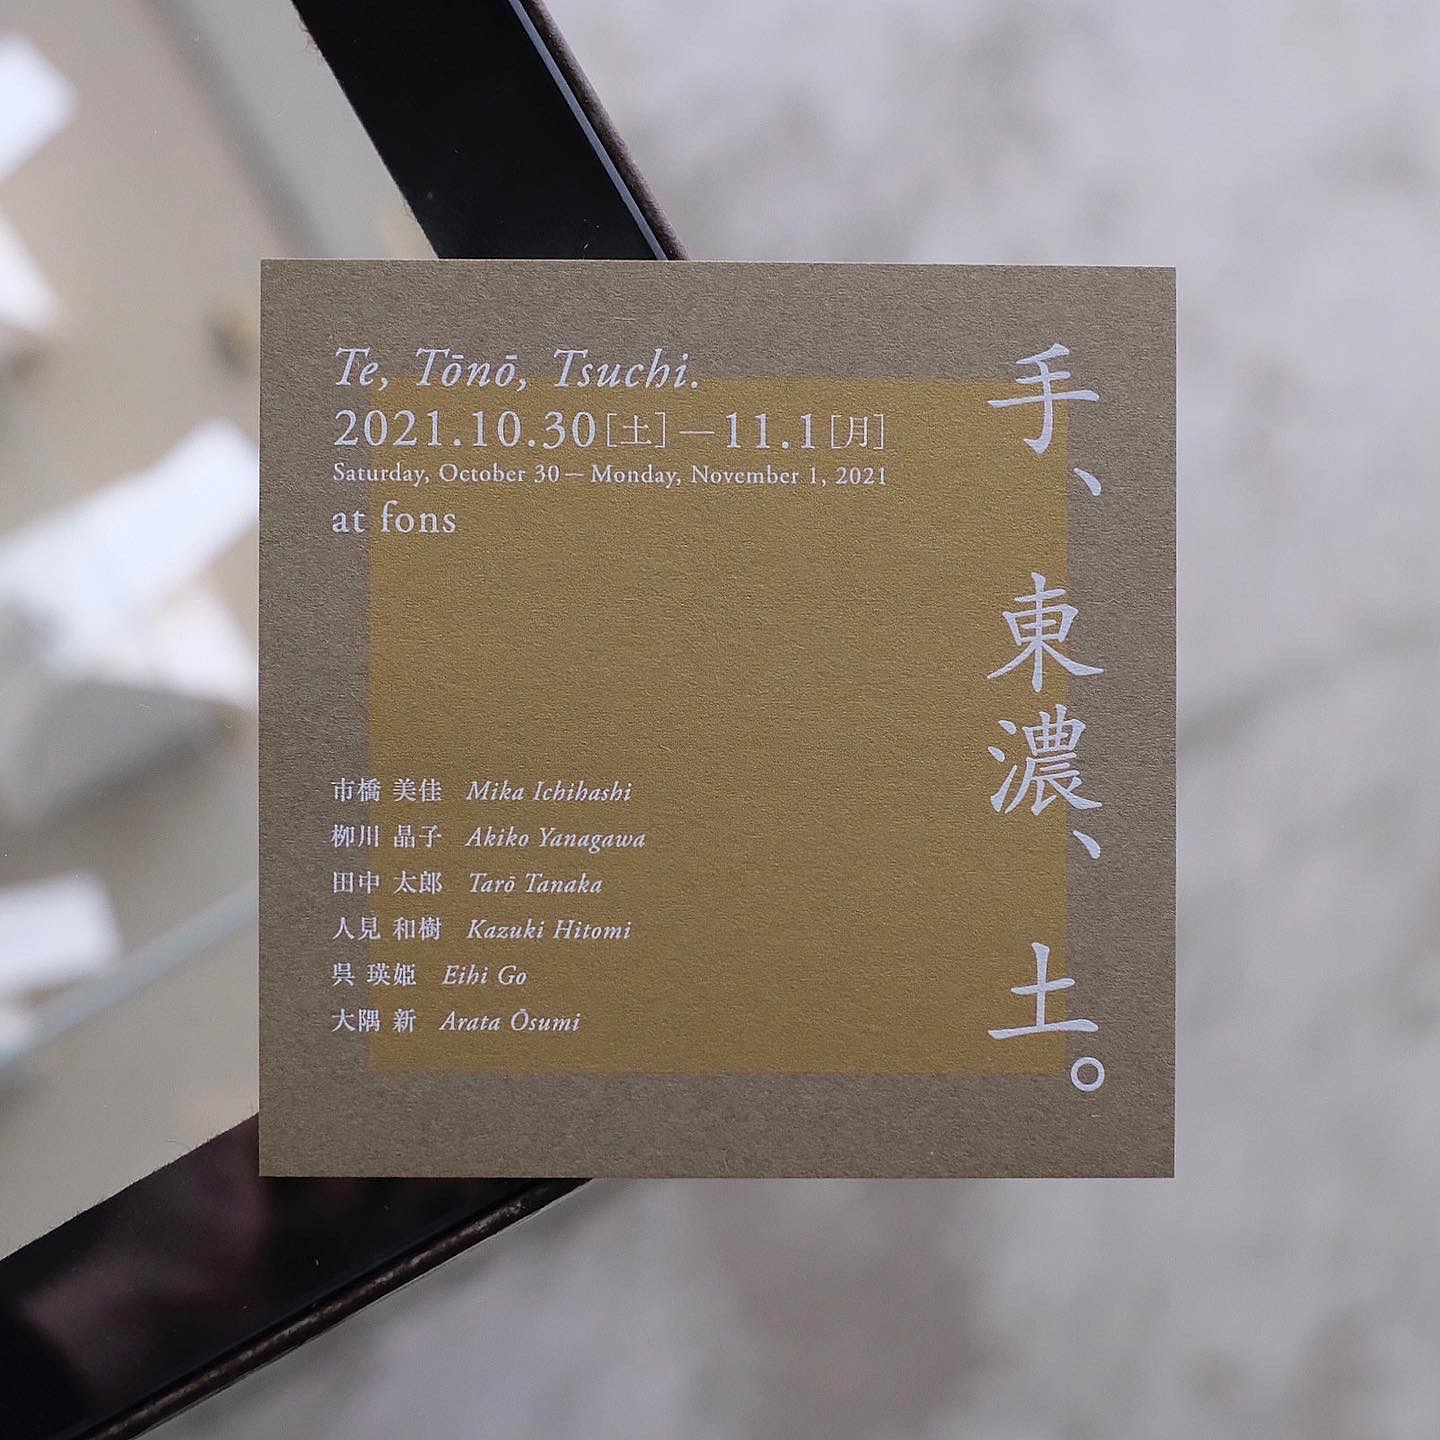 Te, Tōnō, Tsuchi.
2021.10.30[土]—11.1[月]
Saturday, October 30—Monday, November 1, 2021
at fons
手、東濃、土。
市橋 美佳 Mika Ichihashi
栁川 晶子 Akiko Yanagawa
田中 太郎 Tarō Tanaka
人見 和樹 Kazuki Hitomi
呉 瑛姫 Eihi Go
大隅 新 Arata Ōsumi